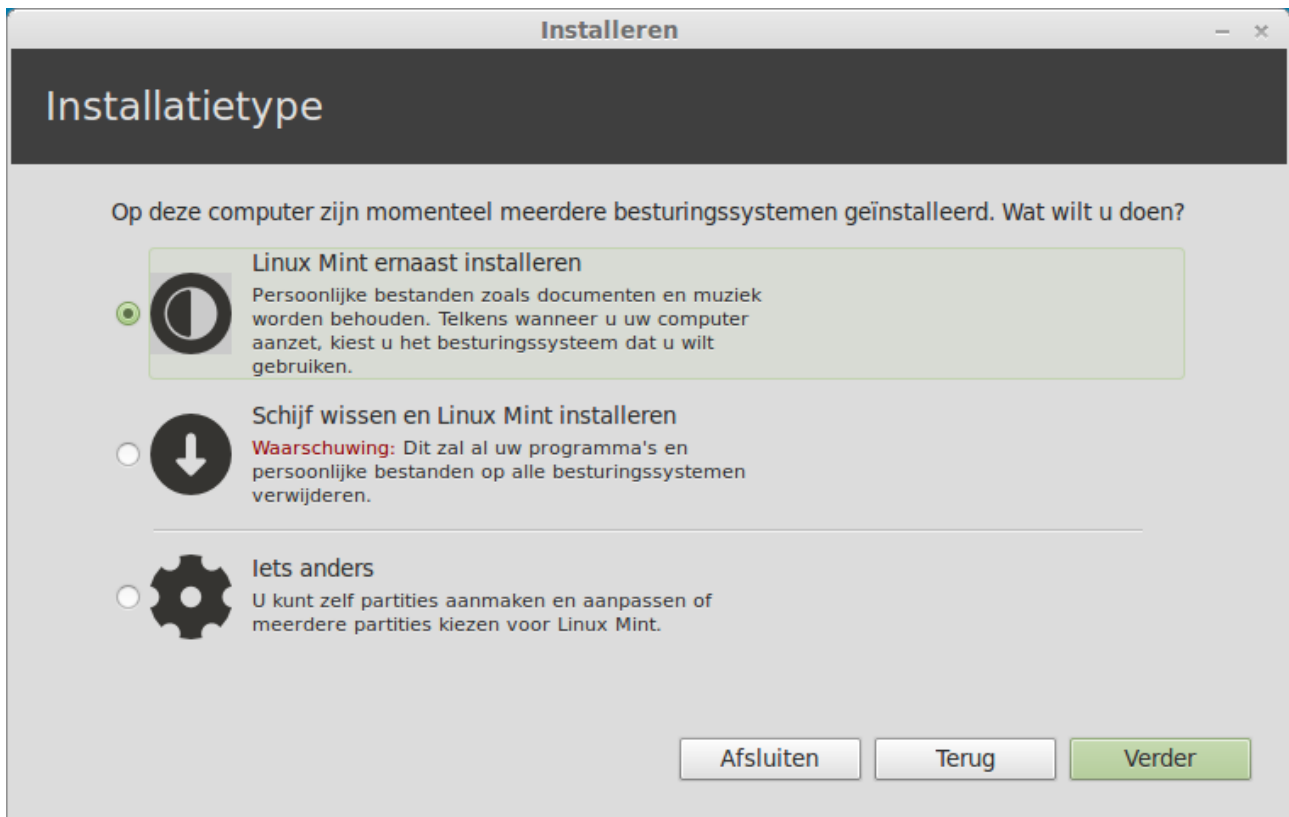 Installeren
Installatietype
Op deze computer zijn momenteel meerdere besturingssystemen geïnstalleerd. Wat wilt u doen?
Linux Mint ernaast installeren
Persoonlijke bestanden zoals documenten en muziek
worden behouden. Telkens wanneer u uw computer
aanzet, kiest u het besturingssysteem dat u wilt
gebruiken.
Schijf wissen en Linux Mint installeren
Waarschuwing: Dit zal al uw programma's en
persoonlijke bestanden op alle besturingssystemen
verwijderen.
Iets anders
U kunt zelf partities aanmaken en aanpassen of
meerdere partities kiezen voor Linux Mint.
Afsluiten
Terug
Verder